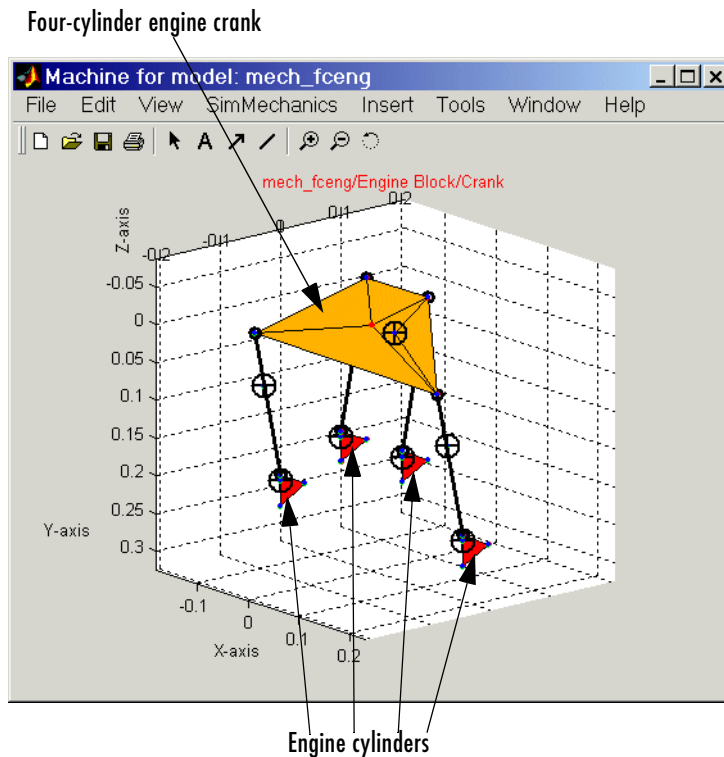 Four-cylinder engine crank
Machine for model: mech_fceng
File Edit View SimMechanics Insert Tools Window Help
A
mech_fceng/Engine Block/Crank
Z-axis
-0.2 -0.1 0 0.1 0.2
-0.05
0
0.05
0.1
0.15
0.2
0.25
0.3
Y-axis
-0.1
0
0.1
0.2
X-axis
Engine cylinders